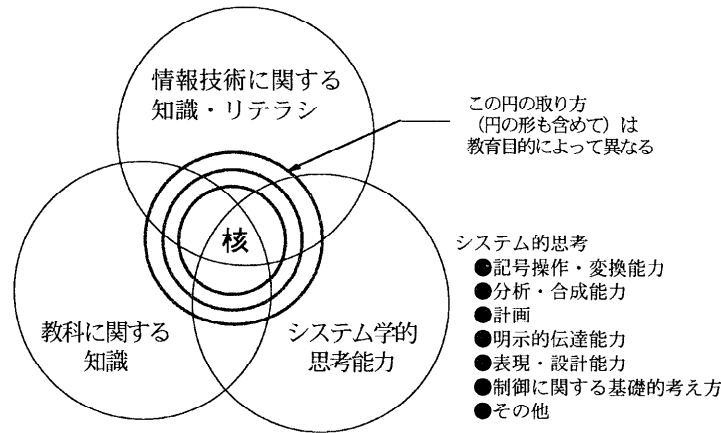 情報技術に関する
知識・リテラシ
この円の取り方
（円の形も含めて）は
教育目的によって異なる
核
教科に関する
知識
システム学的
思考能力
システム的思考
●記号操作・変換能力
●分析・合成能力
●計画
●明示的伝達能力
●表現・設計能力
●制御に関する基礎的考え方
●その他